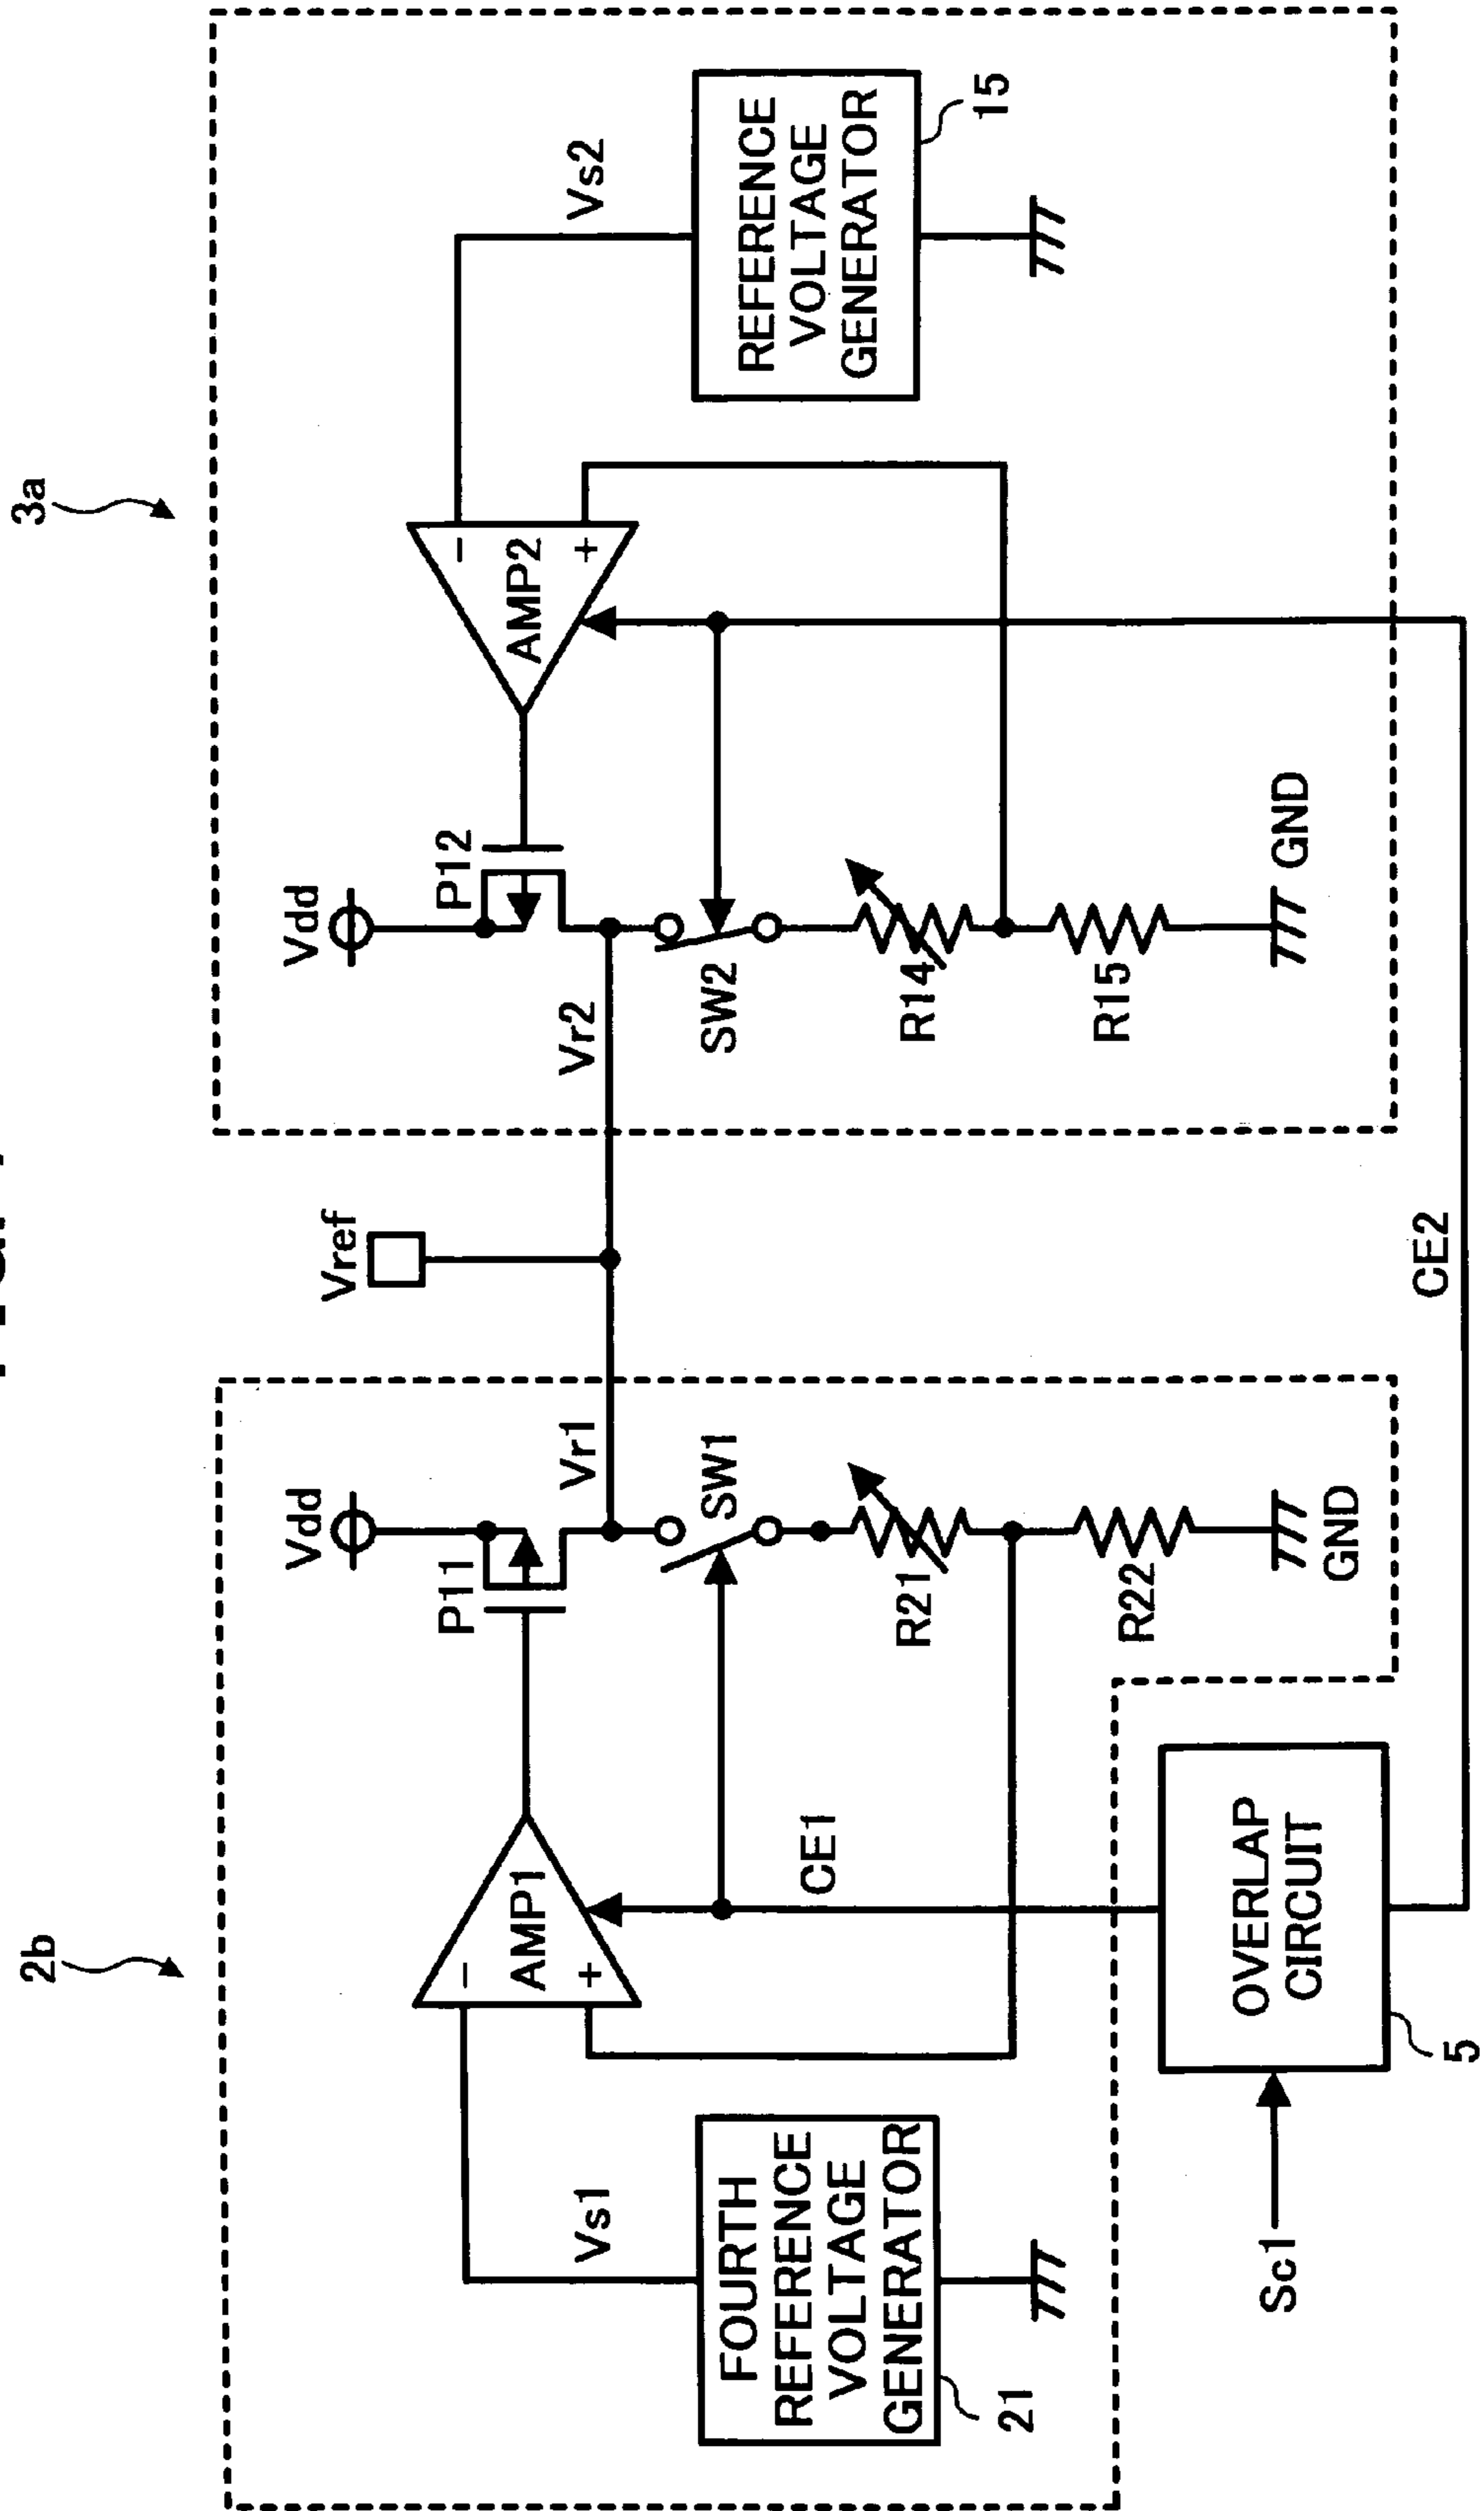 2b
3a
Vdd
P11
Vr1
AMP1
-
+
Vs1
FOURTH
REFERENCE
VOLTAGE
GENERATOR
21
CE1
SW1
R21
R22
GND
Sc1
OVERLAP
CIRCUIT
5
Vref
CE2
Vdd
P12
Vr2
SW2
R14
R15
GND
AMP2
-
+
Vs2
REFERENCE
VOLTAGE
GENERATOR
15